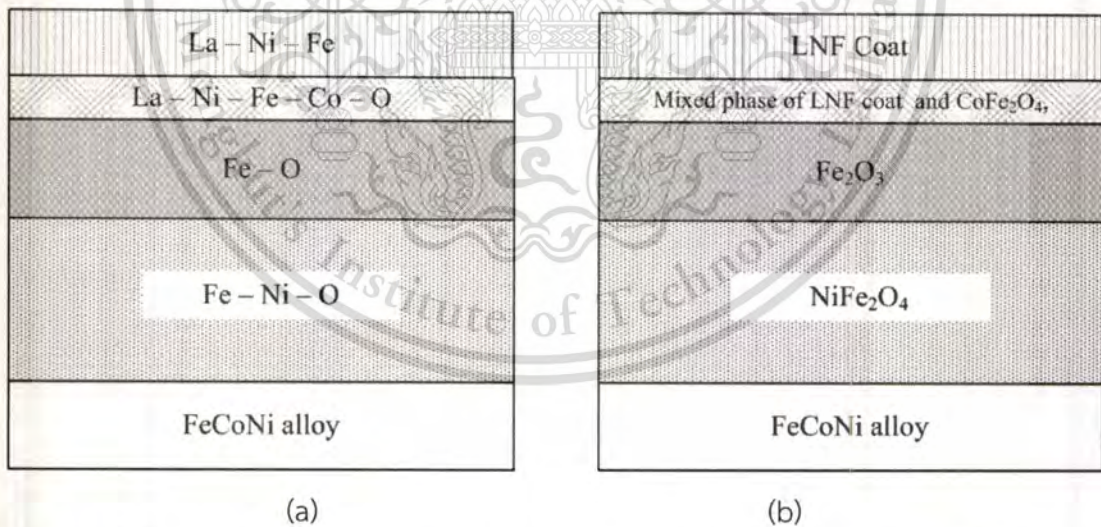 La – Ni – Fe
La – Ni – Fe – Co – O
Fe – O
Fe – Ni – O
FeCoNi alloy
(a)
LNF Coat
Mixed phase of LNF coat and CoFe₂O₄,
Fe₂O₃
NiFe₂O₄
FeCoNi alloy
(b)
Mongkut's Institute of Technology